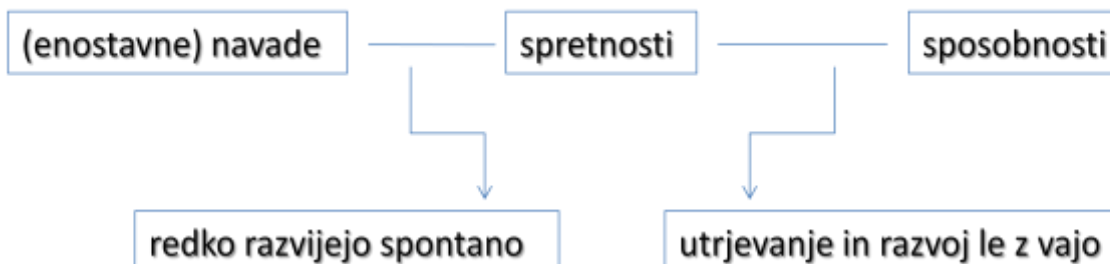 (enostavne) navade
spretnosti
sposobnosti
redko razvijejo spontano
utrjevanje in razvoj le z vajo